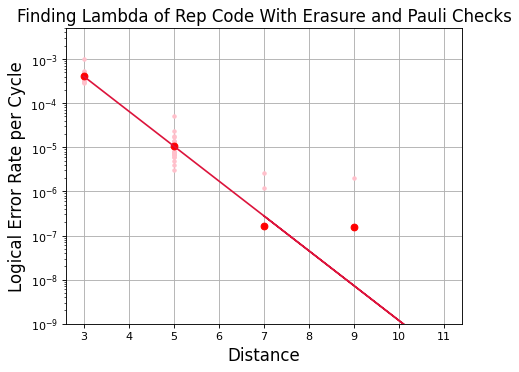 Finding Lambda of Rep Code With Erasure and Pauli Checks
Logical Error Rate per Cycle
10⁻³
10⁻⁴
10⁻⁵
10⁻⁶
10⁻⁷
10⁻⁸
10⁻⁹
3 4 5 6 7 8 9 10 11
Distance